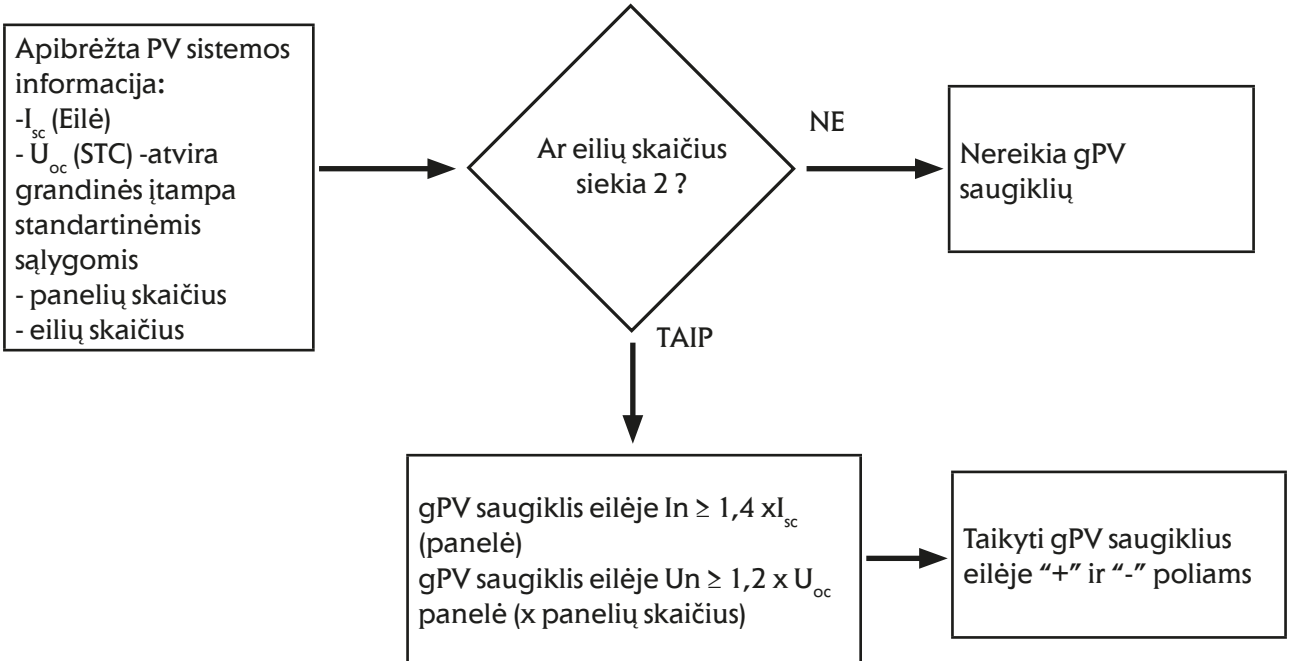 Apibrėžta PV sistemos
informacija:
-Isc (Eilė)
- Uoc (STC) -atvira
grandinės įtampa
standartinėmis
sąlygomis
- panelių skaičius
- eilių skaičius
Ar eilių skaičius
siekia 2 ?
NE
Nereikia gPV
saugiklių
TAIP
gPV saugiklis eilėje In ≥ 1,4 xIsc
(panelė)
gPV saugiklis eilėje Un ≥ 1,2 x Uoc
panelė (x panelių skaičius)
Taikyti gPV saugiklius
eilėje “+” ir “-” poliams